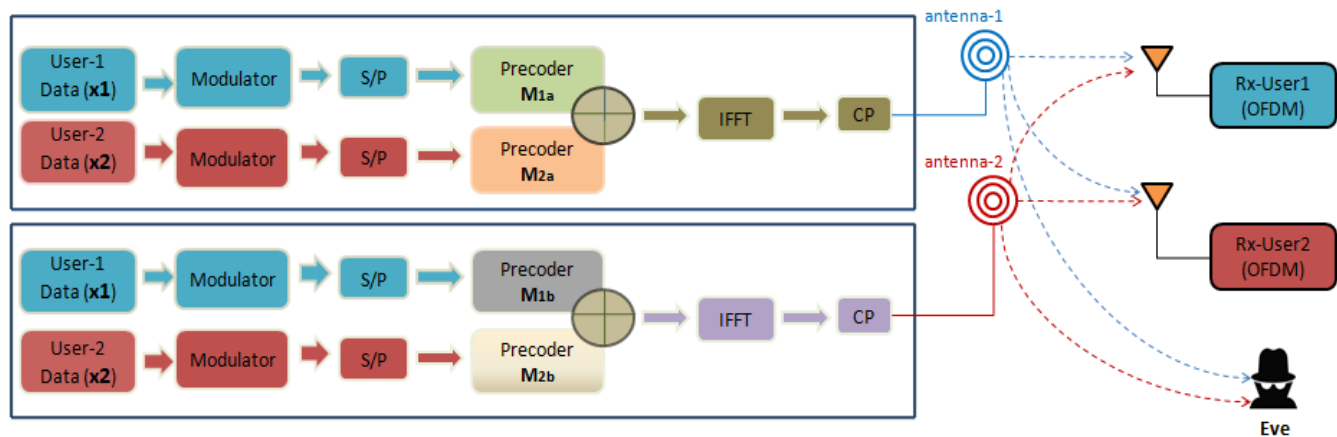 antenna-1
User-1
Data (x1)
Modulator
S/P
Precoder
M1a
IFFT
CP
Rx-User1
(OFDM)
User-2
Data (x2)
Modulator
S/P
Precoder
M2a
antenna-2
User-1
Data (x1)
Modulator
S/P
Precoder
M1b
IFFT
CP
Rx-User2
(OFDM)
User-2
Data (x2)
Modulator
S/P
Precoder
M2b
Eve